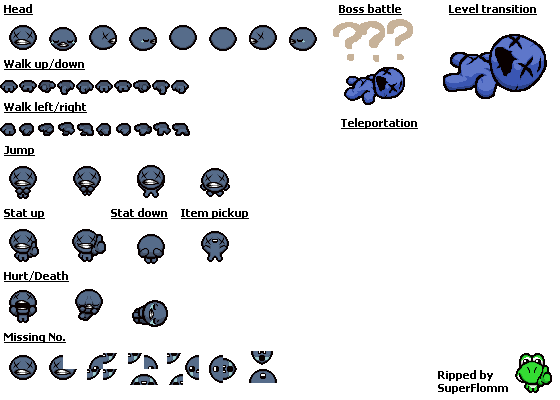 Head
Boss battle
Level transition
???
Walk up/down
Walk left/right
Teleportation
Jump
Stat up
Stat down
Item pickup
Hurt/Death
Missing No.
Ripped by
SuperFlomm